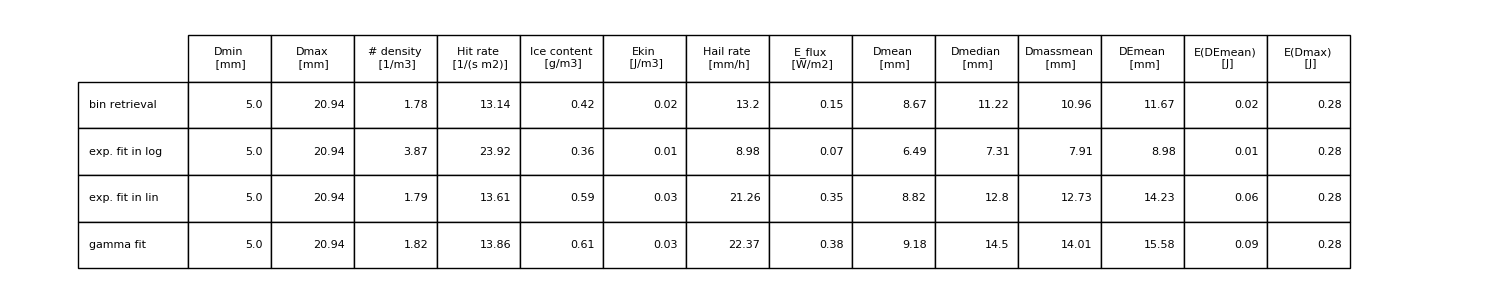 Dmin Dmax # density Hit rate Ice content Ekin Hail rate E_flux Dmean Dmedian Dmassmean DEmean E(DEmean) E(Dmax)
[mm] [mm] [1/m3] [1/(s m2)] [g/m3] [J/m3] [mm/h] [W/m2] [mm] [mm] [mm] [mm] [J] [J]
bin retrieval 5.0 20.94 1.78 13.14 0.42 0.02 13.2 0.15 8.67 11.22 10.96 11.67 0.02 0.28
exp. fit in log 5.0 20.94 3.87 23.92 0.36 0.01 8.98 0.07 6.49 7.31 7.91 8.98 0.01 0.28
exp. fit in lin 5.0 20.94 1.79 13.61 0.59 0.03 21.26 0.35 8.82 12.8 12.73 14.23 0.06 0.28
gamma fit 5.0 20.94 1.82 13.86 0.61 0.03 22.37 0.38 9.18 14.5 14.01 15.58 0.09 0.28